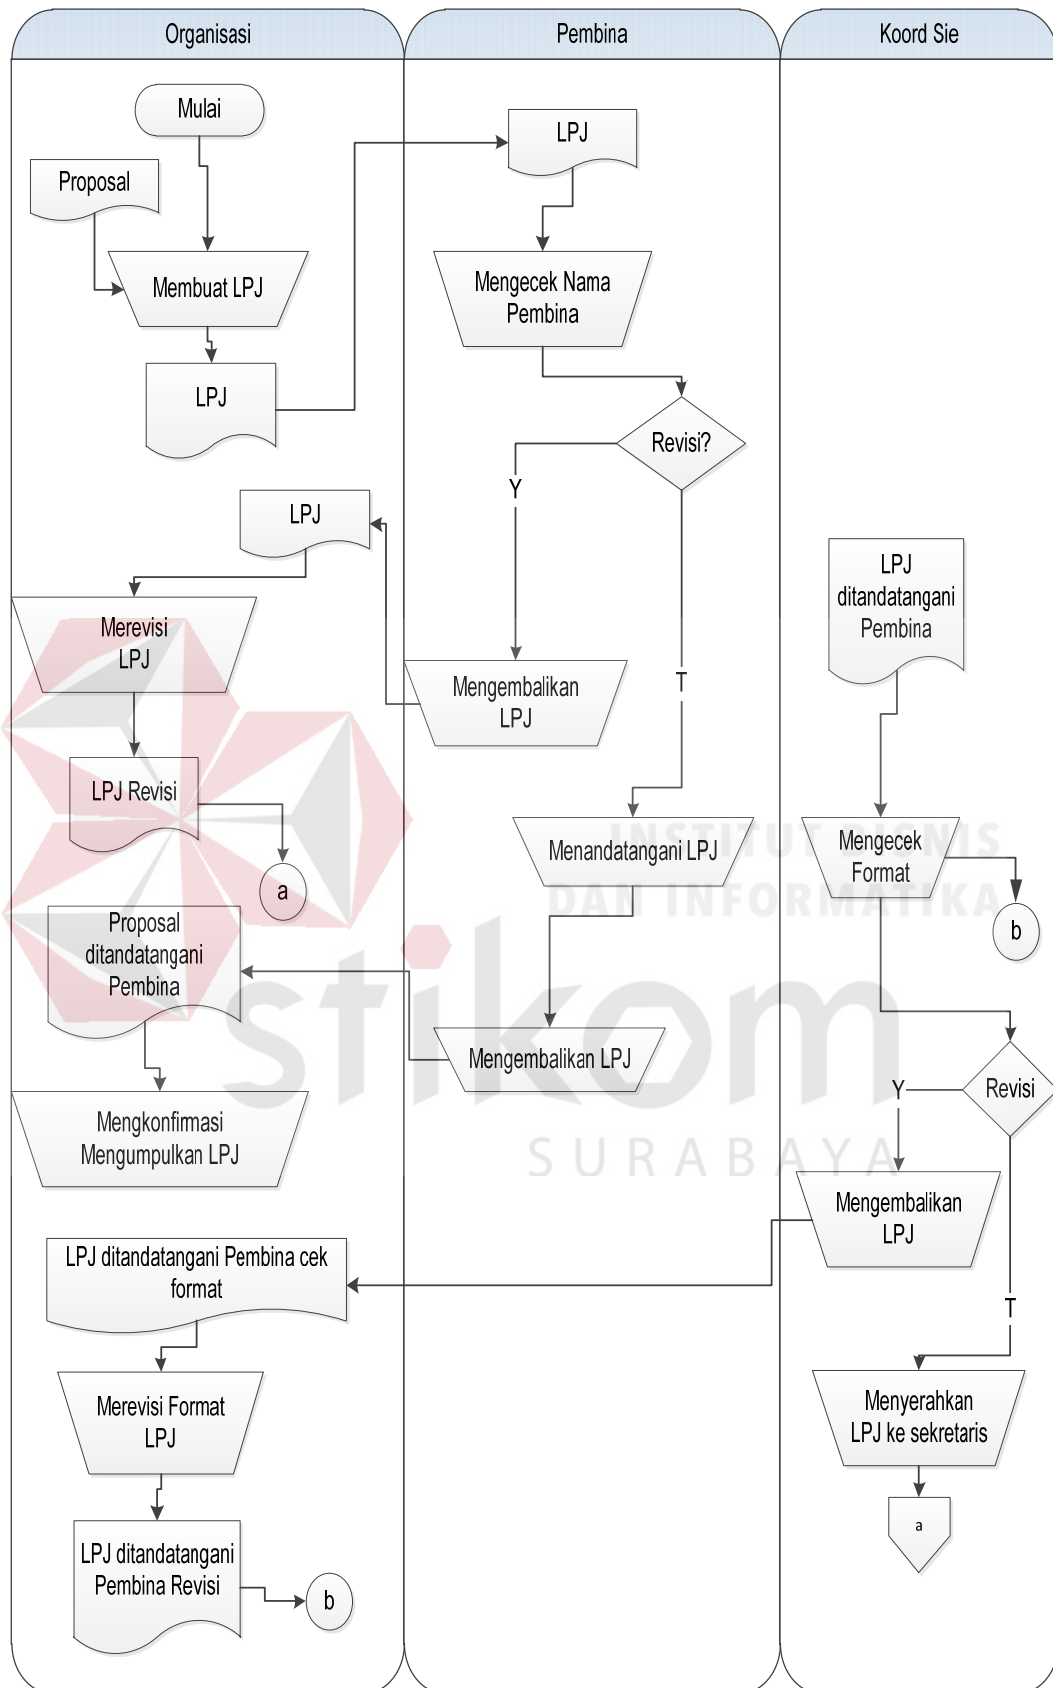 Organisasi
Pembina
Koord Sie
Mulai
Proposal
Membuat LPJ
LPJ
LPJ
Mengecek Nama
Pembina
Revisi?
Y
T
LPJ
Merevisi
LPJ
Mengembalikan
LPJ
LPJ Revisi
a
Menandatangani LPJ
Proposal
ditandatangani
Pembina
Mengembalikan LPJ
Mengkonfirmasi
Mengumpulkan LPJ
LPJ
ditandatangani
Pembina
Mengecek
Format
b
Revisi
Y
T
Mengembalikan
LPJ
LPJ ditandatangani Pembina cek
format
Merevisi Format
LPJ
LPJ ditandatangani
Pembina Revisi
b
Menyerahkan
LPJ ke sekretaris
a
INSTITUT BISNIS
DAN INFORMATIKA
stikom
SURABAYA